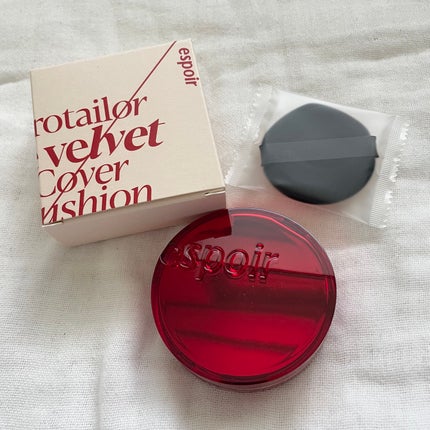 espoir
rotailor
velvet
Cover
ushion
espoir